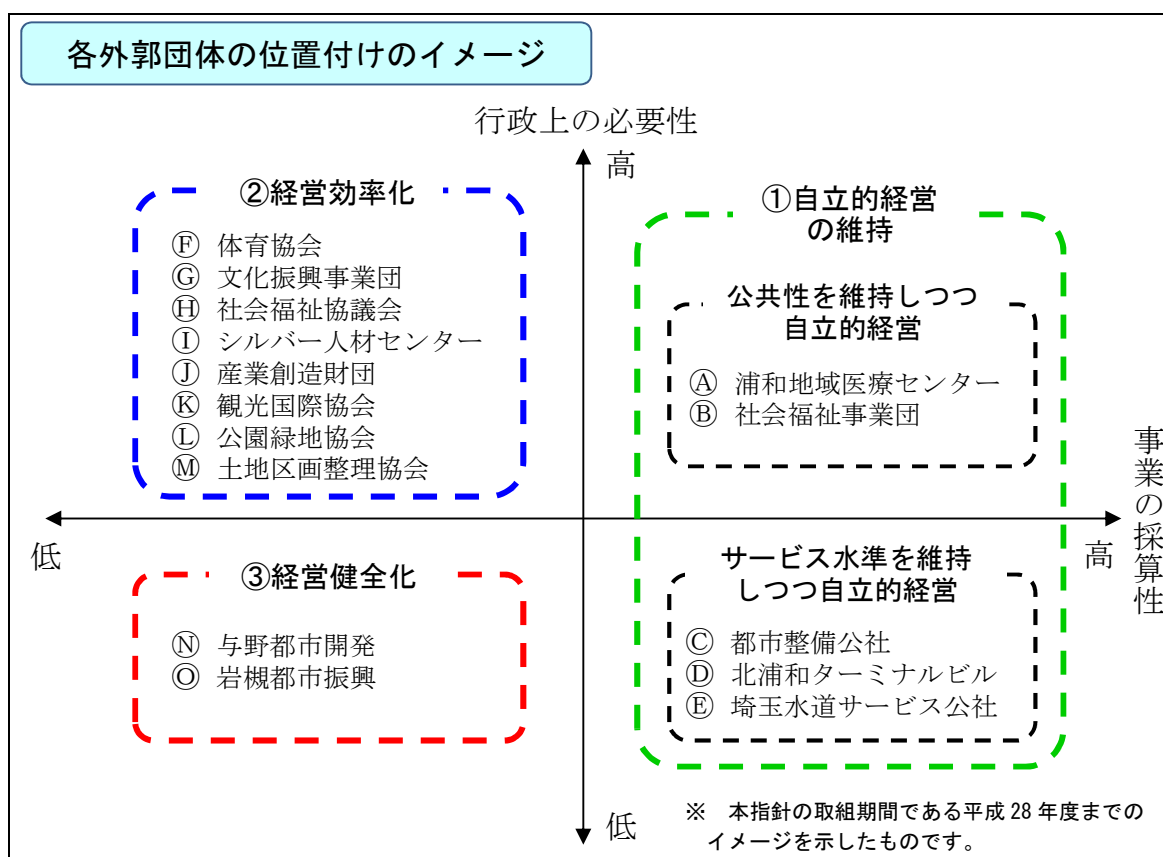 各外郭団体の位置付けのイメージ
行政上の必要性
高
②経営効率化
Ⓕ 体育協会
Ⓖ 文化振興事業団
Ⓗ 社会福祉協議会
Ⓘ シルバー人材センター
Ⓙ 産業創造財団
Ⓚ 観光国際協会
Ⓛ 公園緑地協会
Ⓜ 土地区画整理協会
①自立的経営
の維持
公共性を維持しつつ
自立的経営
Ⓐ 浦和地域医療センター
Ⓑ 社会福祉事業団
事業の採算性
低
高
③経営健全化
Ⓝ 与野都市開発
Ⓞ 岩槻都市振興
サービス水準を維持
しつつ自立的経営
Ⓒ 都市整備公社
Ⓓ 北浦和ターミナルビル
Ⓔ 埼玉水道サービス公社
低
※ 本指針の取組期間である平成 28 年度までの
イメージを示したものです。